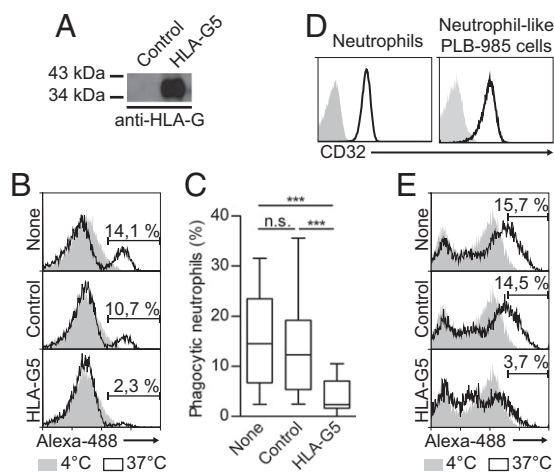 A
Control
HLA-G5
43 kDa
34 kDa
anti-HLA-G
B
None
14,1 %
Control
10,7 %
HLA-G5
2,3 %
Alexa-488
4°C 37°C
C
Phagocytic neutrophils (%)
40
30
20
10
0
***
n.s. ***
None
Control
HLA-G5
D
Neutrophils
Neutrophil-like
PLB-985 cells
CD32
E
None
15,7 %
Control
14,5 %
HLA-G5
3,7 %
Alexa-488
4°C 37°C